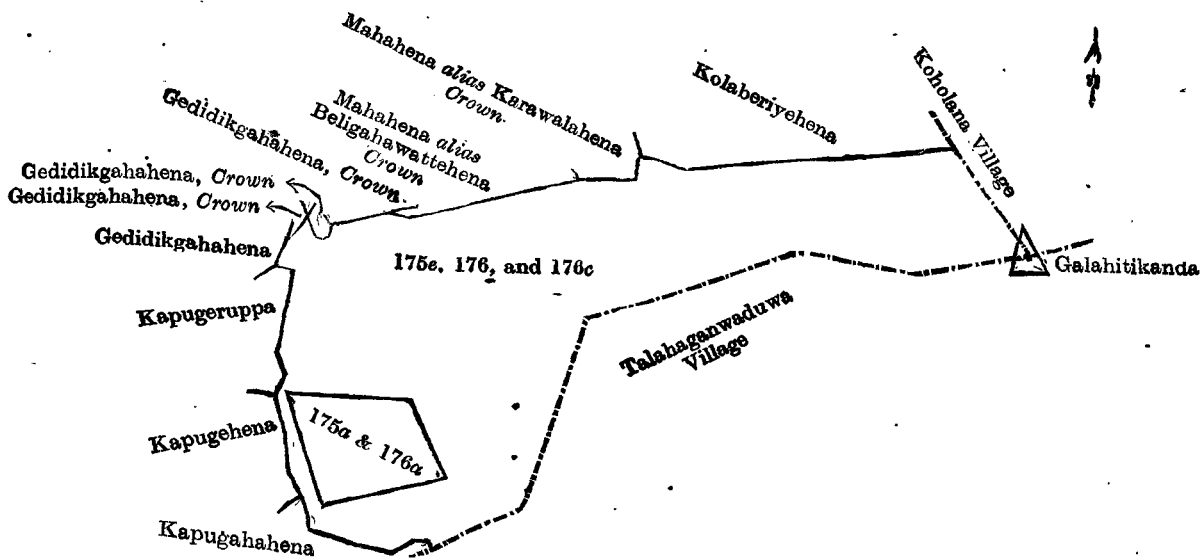 Mahahena alias Karawalahena
Crown.
Kolaberiyehena
Koholana Village
n
Mahahena alias
Beligahawattehena
Crown
Gedidikgahahena, Crown.
Gedidikgahahena, Crown
Gedidikgahahena, Crown
Gedidikgahahena
175e, 176, and 176c
Galahitikanda
Kapugeruppa
Talahaganwaduwa
Village
Kapugehena
175a & 176a
Kapugahahena